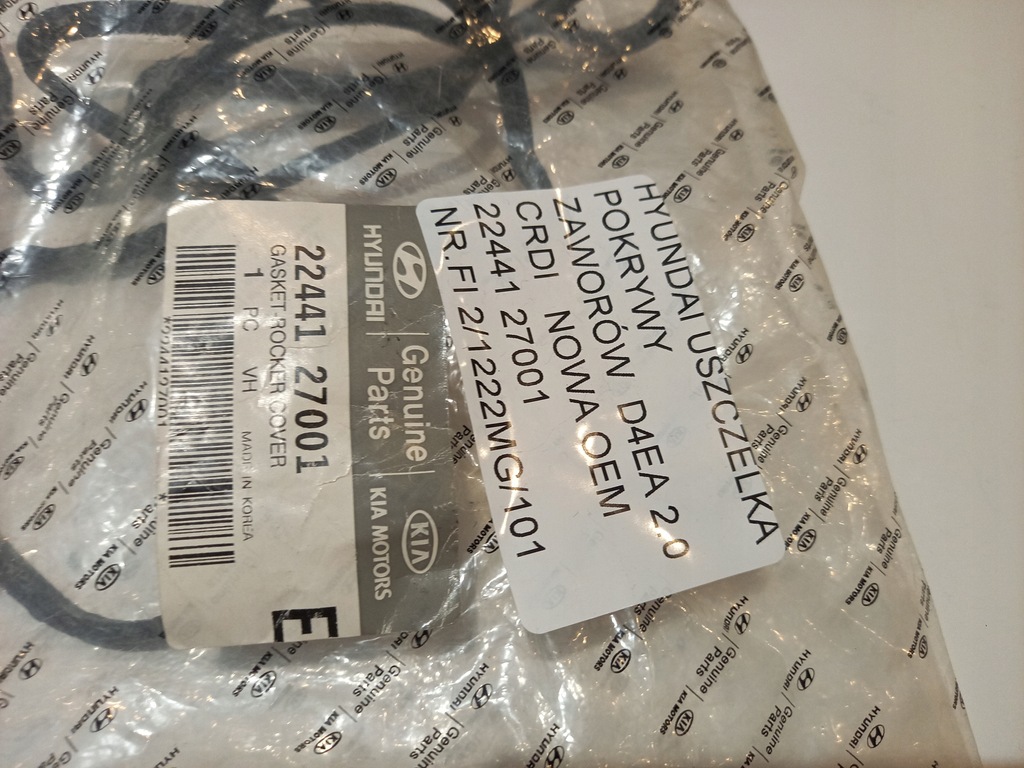 HYUNDAI USZCZELKA
POKRYWY
ZAWORÓW D4EA 2.0
CRDI NOWA OEM
22441 27001
NR.FI 2/1222MG/101
HYUNDAI | Genuine Parts | KIA KIA MOTORS
22441 27001
GASKET-ROCKER COVER
1 PC VH MADE IN KOREA
E